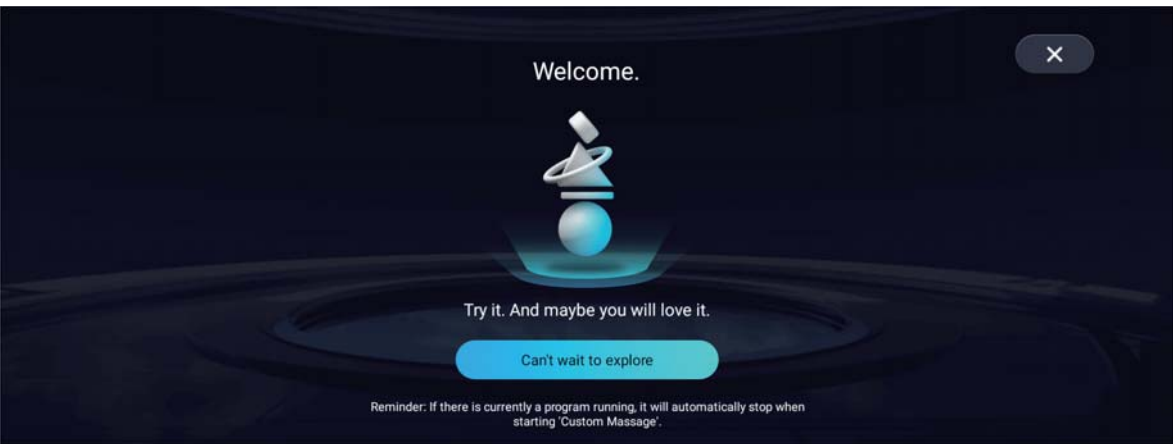 Welcome.
Try it. And maybe you will love it.
Can't wait to explore
Reminder: If there is currently a program running, it will automatically stop when
starting 'Custom Massage'.